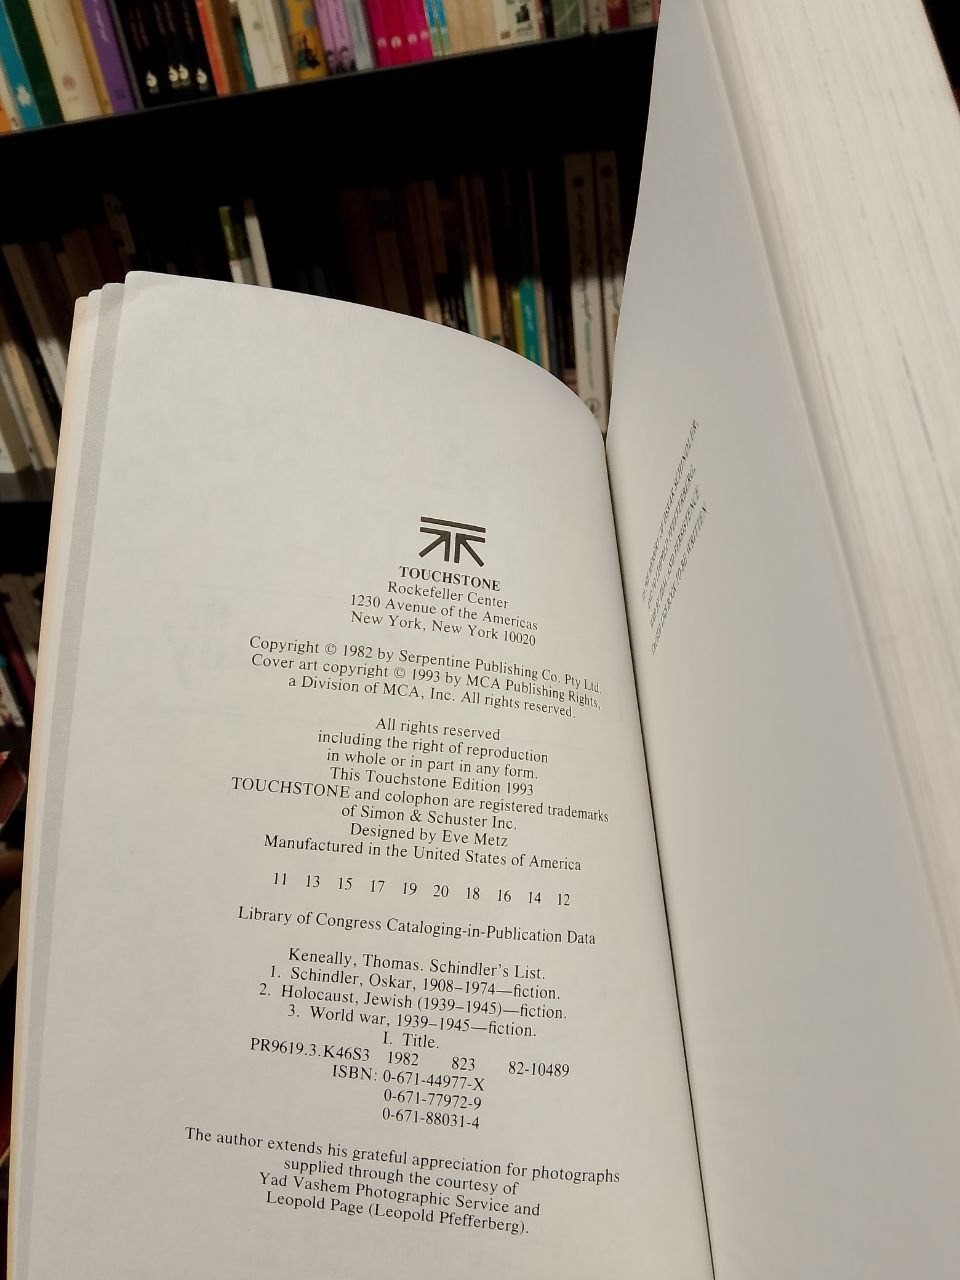 TOUCHSTONE
Rockefeller Center
1230 Avenue of the Americas
New York, New York 10020
Copyright © 1982 by Serpentine Publishing Co. Pty Ltd.
Cover art copyright © 1993 by MCA Publishing Rights,
a Division of MCA, Inc. All rights reserved.
All rights reserved
including the right of reproduction
in whole or in part in any form.
This Touchstone Edition 1993
TOUCHSTONE and colophon are registered trademarks
of Simon & Schuster Inc.
Designed by Eve Metz
Manufactured in the United States of America
11 13 15 17 19 20 18 16 14 12
Library of Congress Cataloging-in-Publication Data
Keneally, Thomas. Schindler's List.
1. Schindler, Oskar, 1908–1974—fiction.
2. Holocaust, Jewish (1939–1945)—fiction.
3. World war, 1939–1945—fiction.
I. Title.
PR9619.3.K46S3 1982 823 82-10489
ISBN: 0-671-44977-X
0-671-77972-9
0-671-88031-4
The author extends his grateful appreciation for photographs
supplied through the courtesy of
Yad Vashem Photographic Service and
Leopold Page (Leopold Pfefferberg).